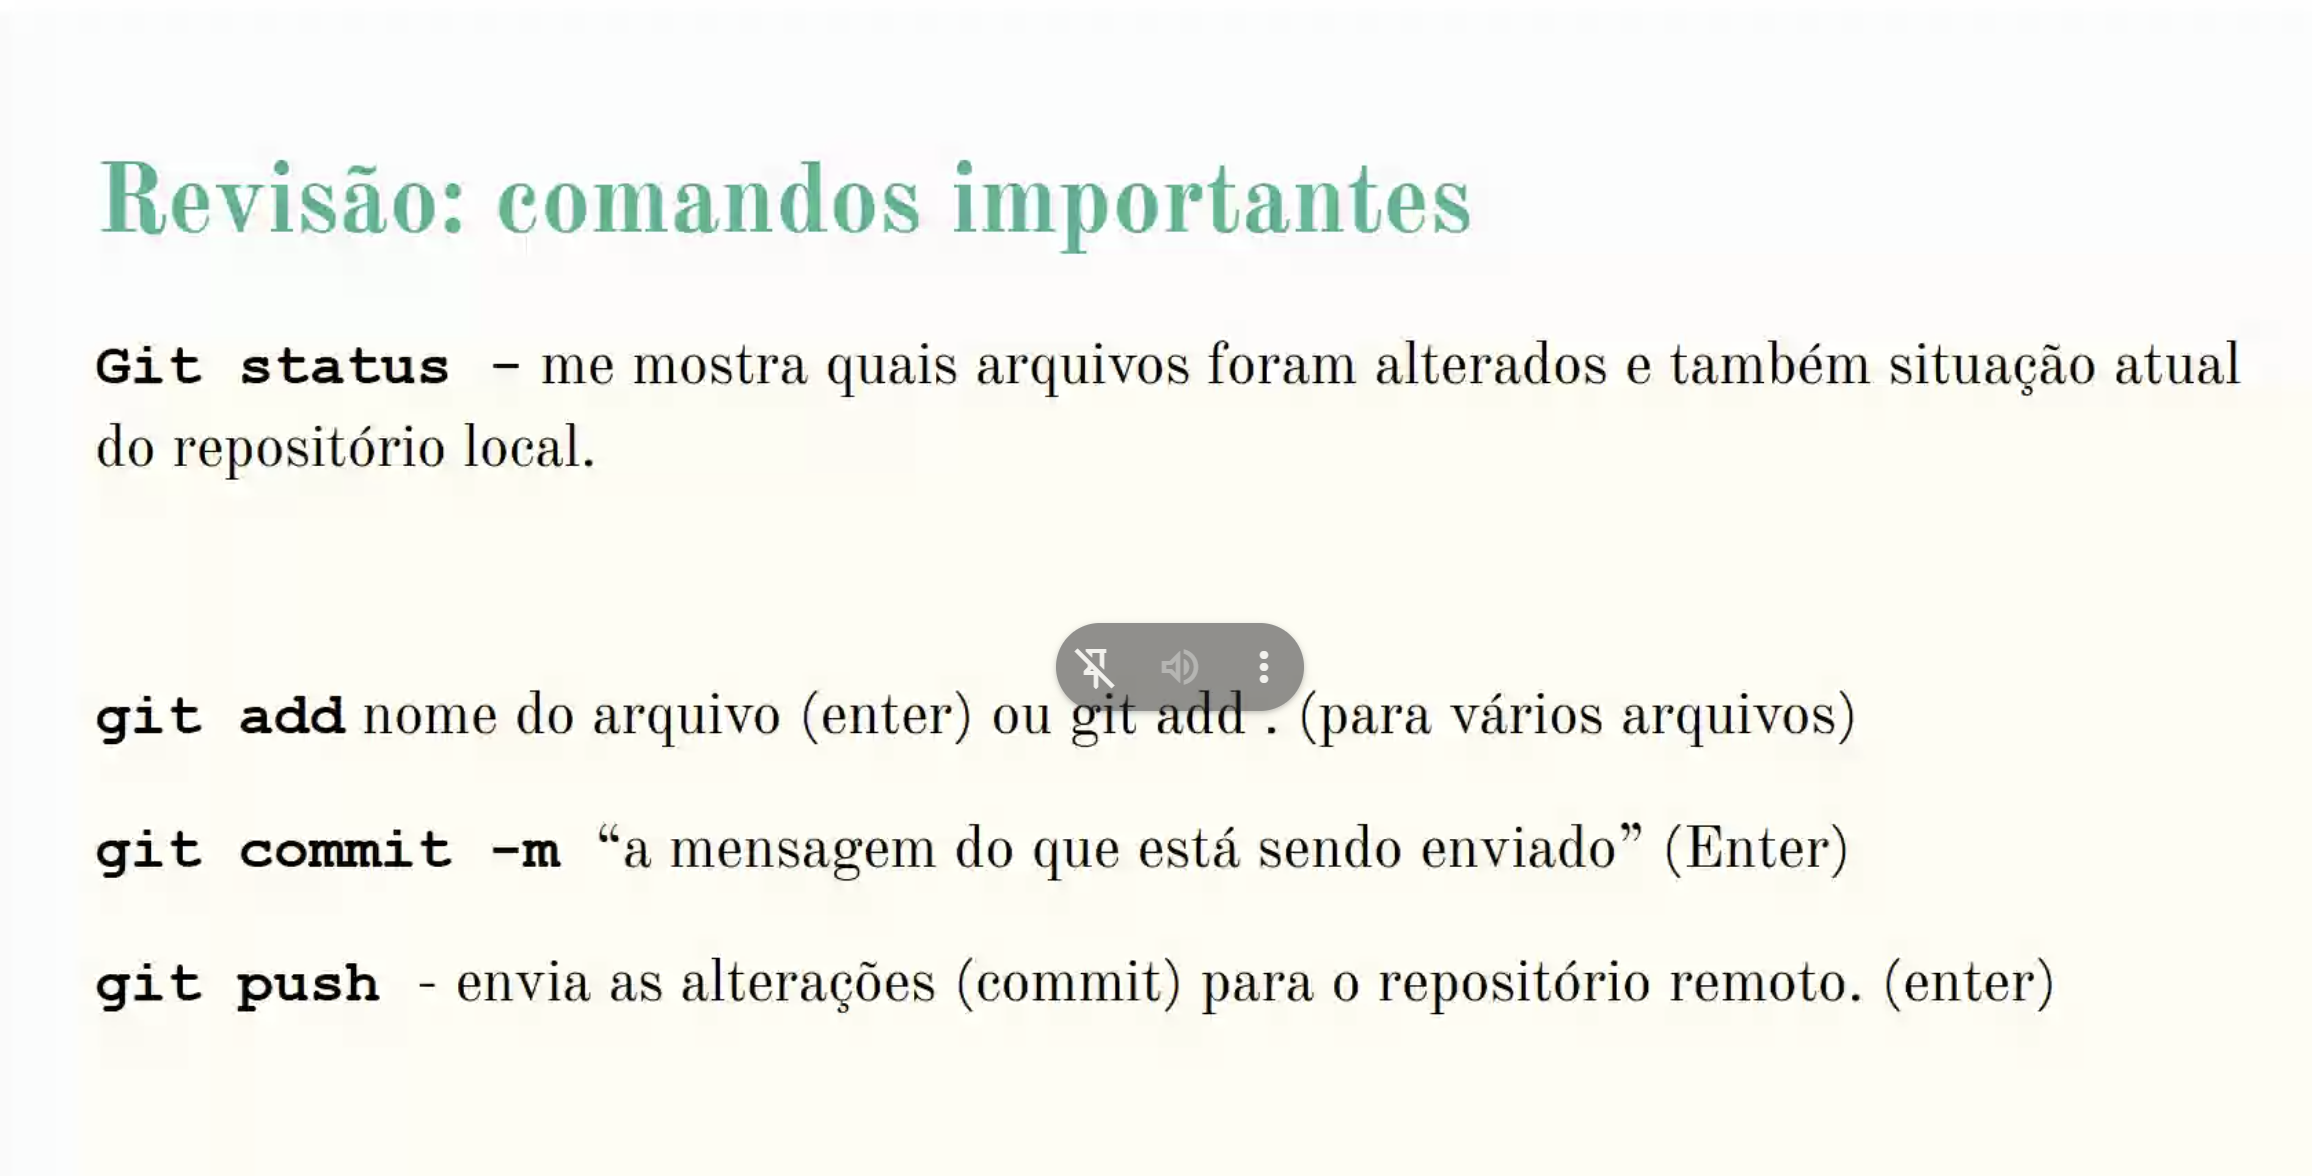 Revisão: comandos importantes
Git status – me mostra quais arquivos foram alterados e também situação atual
do repositório local.
git add nome do arquivo (enter) ou git add . (para vários arquivos)
git commit -m “a mensagem do que está sendo enviado” (Enter)
git push - envia as alterações (commit) para o repositório remoto. (enter)